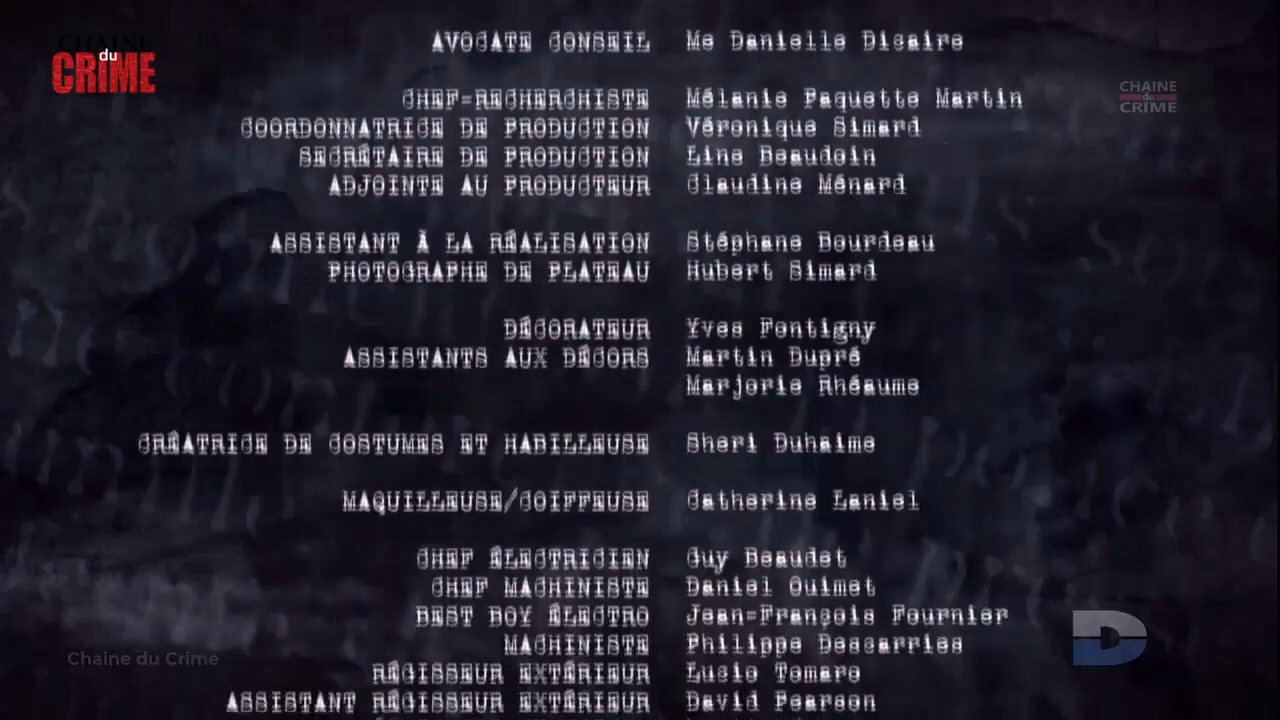 CHAINE
du
CRIME
AVOCATE CONSEIL Me Danielle Dicaire
CHAINE
du
CRIME
CHEF-RECHERCHISTE Mélanie Paquette Martin
COORDONNATRICE DE PRODUCTION Véronique Simard
SECRÉTAIRE DE PRODUCTION Line Beaudoin
ADJOINTE AU PRODUCTEUR Claudine Ménard
ASSISTANT À LA RÉALISATION Stéphane Bourdeau
PHOTOGRAPHE DE PLATEAU Hubert Simard
DÉCORATEUR Yves Fontigny
ASSISTANTS AUX DÉCORS Martin Dupré
Marjorie Rhéaume
CRÉATRICE DE COSTUMES ET HABILLEUSE Sheri Duhaime
MAQUILLEUSE/COIFFEUSE Catherine Laniel
CHEF ÉLECTRICIEN Guy Beaudet
CHEF MACHINISTE Daniel Ouimet
BEST BOY ÉLECTRO Jean-François Fournier
MACHINISTE Philippe Descarries
D
Chaine du Crime
RÉGISSEUR EXTÉRIEUR Lucio Tomaro
ASSISTANT RÉGISSEUR EXTÉRIEUR David Pearson